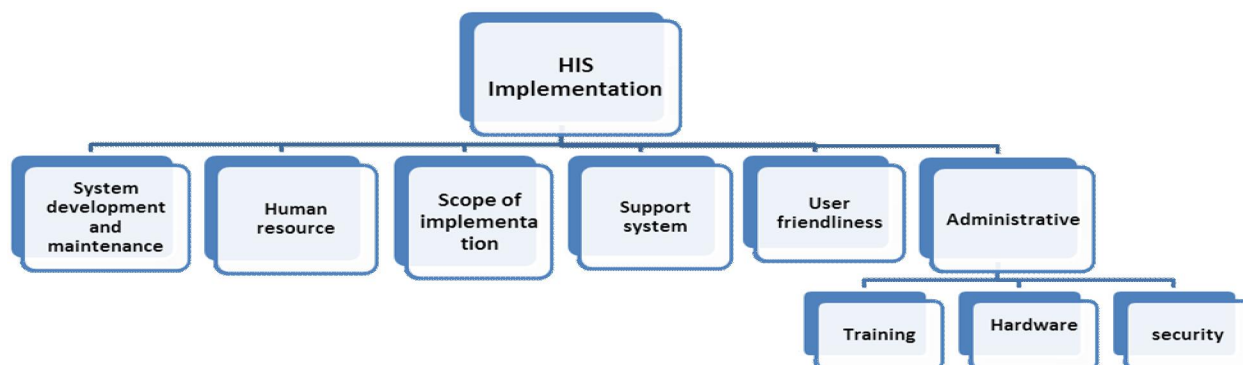 HIS
Implementation
System
development
and
maintenance
Human
resource
Scope of
implementa
tion
Support
system
User
friendliness
Administrative
Training
Hardware
security